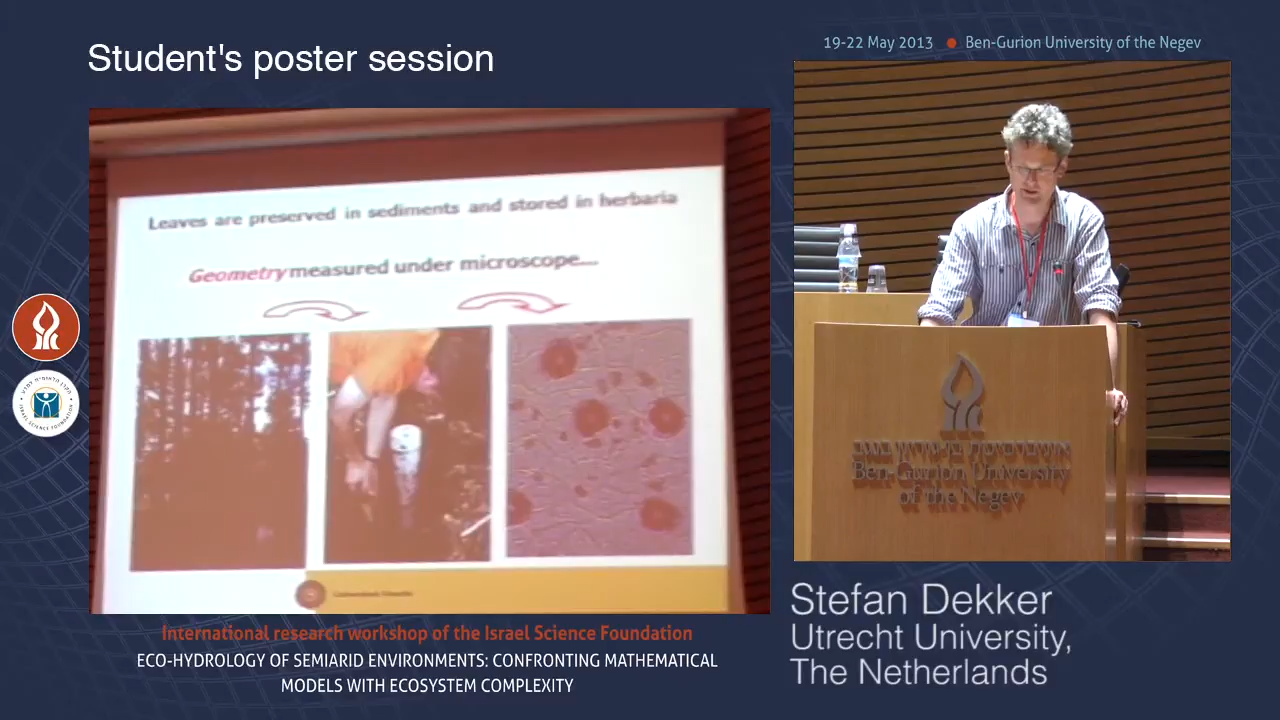 Student's poster session
19-22 May 2013 ● Ben-Gurion University of the Negev
Leaves are preserved in sediments and stored in herbaria
Geometry measured under microscope....
Ben-Gurion University
of the Negev
Stefan Dekker
Utrecht University,
The Netherlands
International research workshop of the Israel Science Foundation
ECO-HYDROLOGY OF SEMIARID ENVIRONMENTS: CONFRONTING MATHEMATICAL
MODELS WITH ECOSYSTEM COMPLEXITY